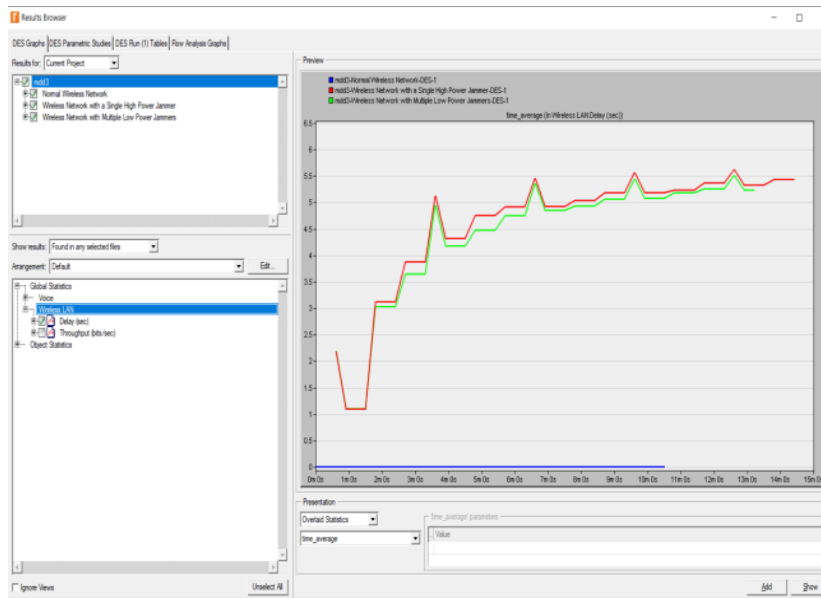 Results Browser
DES Graphs DES Parametric Studies DES Run (1) Tables Flow Analysis Graphs
Results for: Current Project
mdd3
Normal Wireless Network
Wireless Network with a Single High Power Jammer
Wireless Network with Multiple Low Power Jammers
Show results: Found in any selected files
Arrangement: Default Edit...
Global Statistics
Voice
Wireless LAN
Delay (sec)
Throughput (bits/sec)
Object Statistics
Ignore Views Unselect All
Preview
mdd3-Normal Wireless Network-DES-1
mdd3-Wireless Network with a Single High Power Jammer-DES-1
mdd3-Wireless Network with Multiple Low Power Jammers-DES-1
time_average (in Wireless LAN.Delay (sec))
6.5
6
5.5
5
4.5
4
3.5
3
2.5
2
1.5
1
0.5
0
0m 0s 1m 0s 2m 0s 3m 0s 4m 0s 5m 0s 6m 0s 7m 0s 8m 0s 9m 0s 10m 0s 11m 0s 12m 0s 13m 0s 14m 0s 15m 0s
Presentation
Overlaid Statistics
time_average
'time_average' parameters
Value
Add Show